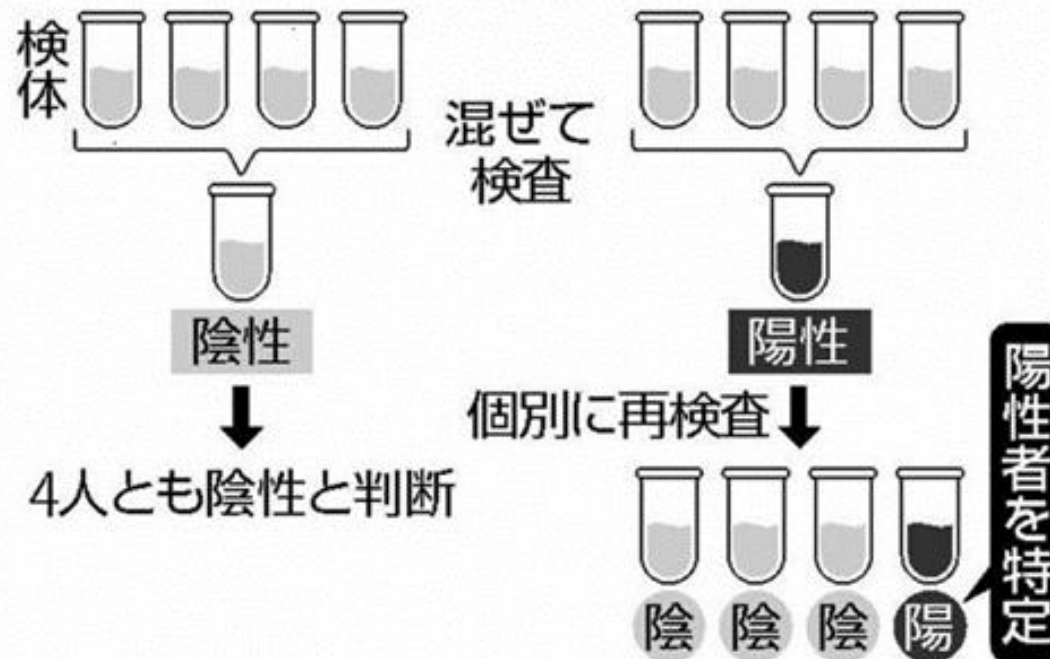 検体
混ぜて
検査
陰性
陽性
個別に再検査
4人とも陰性と判断
陰
陰
陰
陽
陽性者を特定